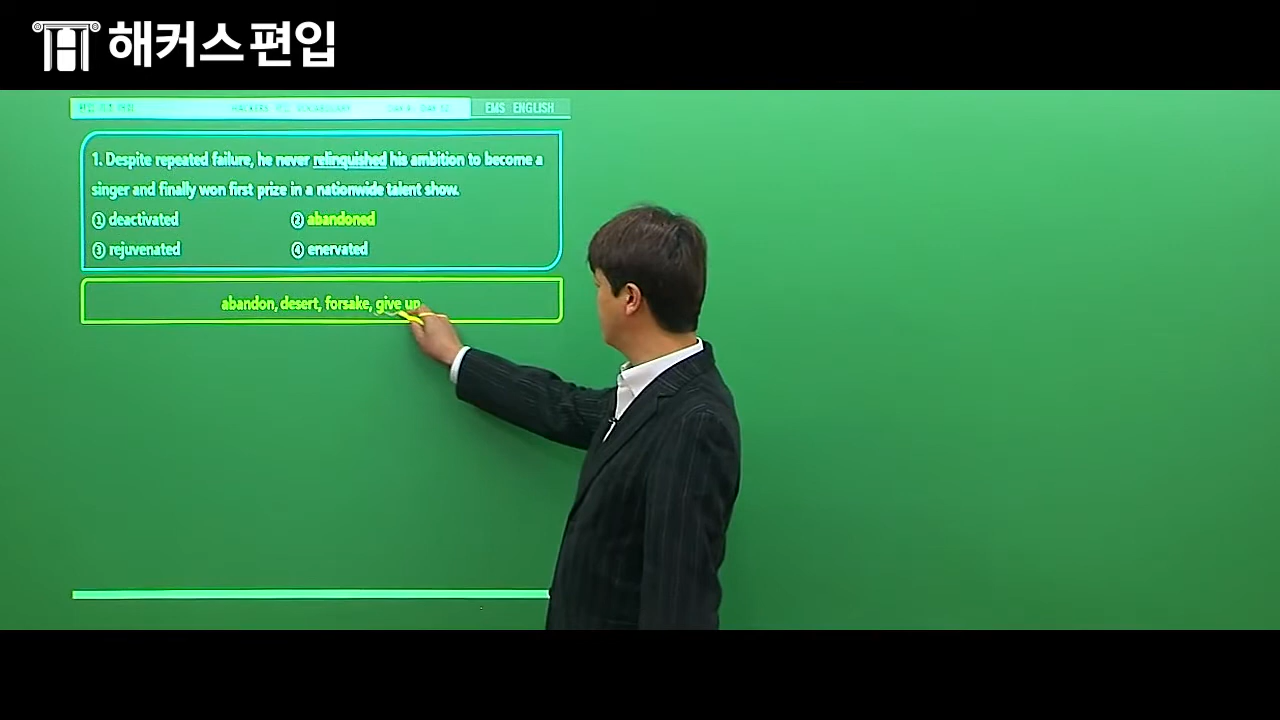 해커스편입
EMS ENGLISH
1. Despite repeated failure, he never relinquished his ambition to become a
singer and finally won first prize in a nationwide talent show.
① deactivated ② abandoned
③ rejuvenated ④ enervated
abandon, desert, forsake, give up